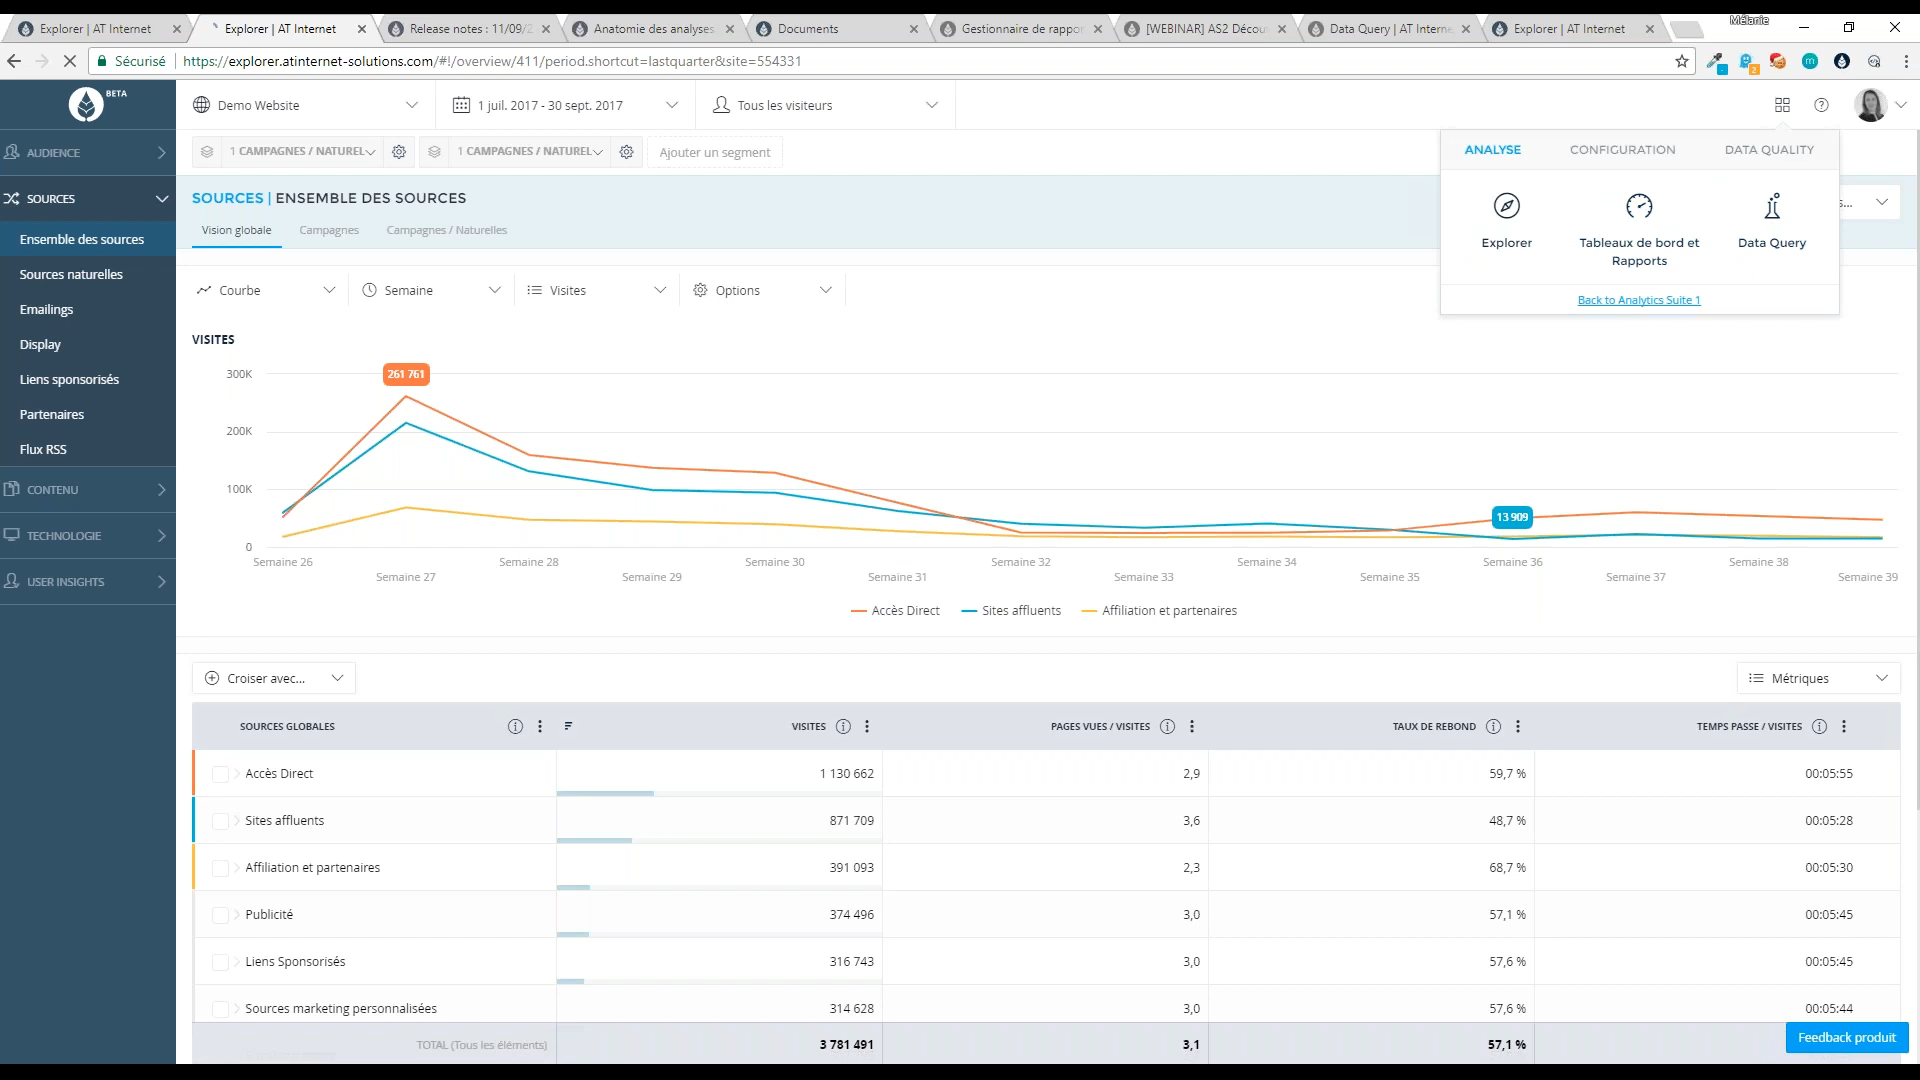 Mélanie
Explorer | AT Internet
Explorer | AT Internet
Release notes : 11/09/2
Anatomie des analyses
Documents
Gestionnaire de rappor
[WEBINAR] AS2 Décou
Data Query | AT Interne
Explorer | AT Internet
Sécurisé
https://explorer.atinternet-solutions.com/#!/overview/411/period.shortcut=lastquarter&site=554331
BETA
Demo Website
1 juil. 2017 - 30 sept. 2017
Tous les visiteurs
1 CAMPAGNES / NATUREL
1 CAMPAGNES / NATUREL
Ajouter un segment
AUDIENCE
SOURCES
Ensemble des sources
Sources naturelles
Emailings
Display
Liens sponsorisés
Partenaires
Flux RSS
CONTENU
TECHNOLOGIE
USER INSIGHTS
SOURCES | ENSEMBLE DES SOURCES
Vision globale
Campagnes
Campagnes / Naturelles
ANALYSE
CONFIGURATION
DATA QUALITY
Explorer
Tableaux de bord et
Rapports
Data Query
Back to Analytics Suite 1
s...
Courbe
Semaine
Visites
Options
VISITES
300K
200K
100K
0
261 761
13 909
Semaine 26
Semaine 27
Semaine 28
Semaine 29
Semaine 30
Semaine 31
Semaine 32
Semaine 33
Semaine 34
Semaine 35
Semaine 36
Semaine 37
Semaine 38
Semaine 39
Accès Direct
Sites affluents
Affiliation et partenaires
Croiser avec...
Métriques
SOURCES GLOBALES
VISITES
PAGES VUES / VISITES
TAUX DE REBOND
TEMPS PASSE / VISITES
Accès Direct 1 130 662 2,9 59,7 % 00:05:55
Sites affluents 871 709 3,6 48,7 % 00:05:28
Affiliation et partenaires 391 093 2,3 68,7 % 00:05:30
Publicité 374 496 3,0 57,1 % 00:05:45
Liens Sponsorisés 316 743 3,0 57,6 % 00:05:45
Sources marketing personnalisées 314 628 3,0 57,6 % 00:05:44
TOTAL (Tous les éléments) 3 781 491 3,1 57,1 %
Feedback produit